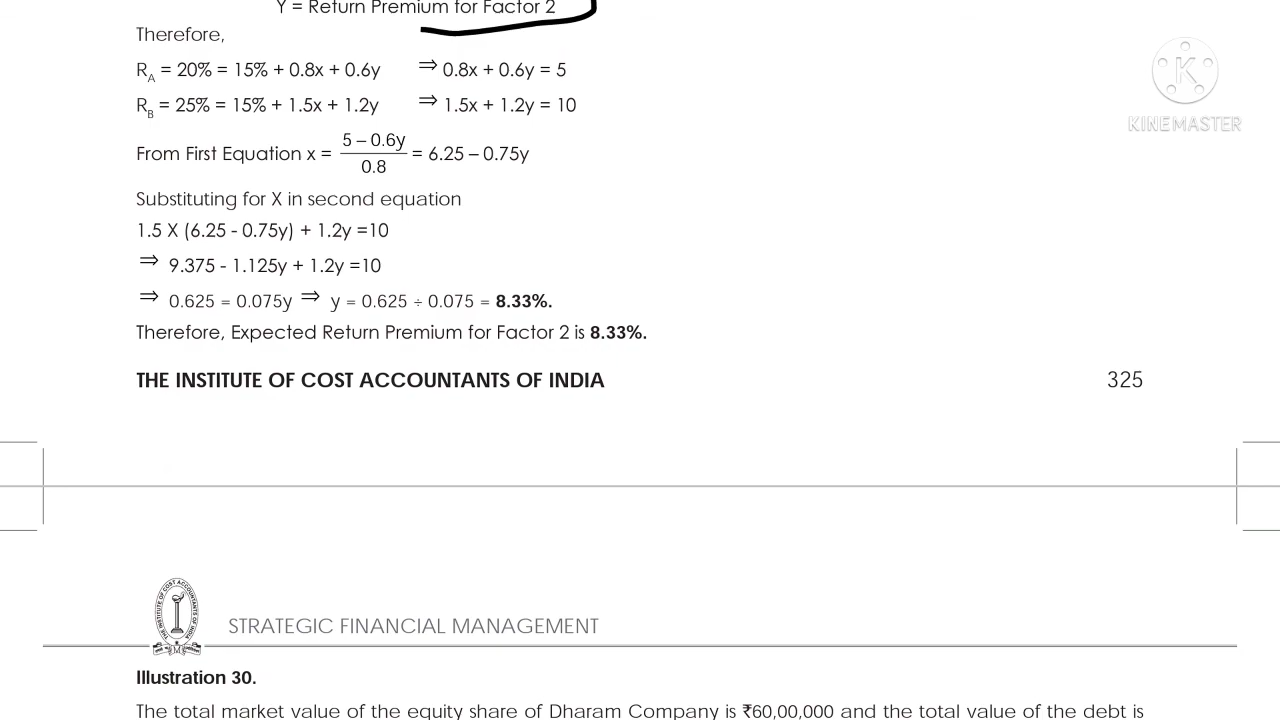 Y = Return Premium for Factor 2
Therefore,
R_A = 20% = 15% + 0.8x + 0.6y ⇒ 0.8x + 0.6y = 5
R_B = 25% = 15% + 1.5x + 1.2y ⇒ 1.5x + 1.2y = 10
From First Equation x = (5 – 0.6y)/0.8 = 6.25 – 0.75y
Substituting for X in second equation
1.5 X (6.25 - 0.75y) + 1.2y =10
⇒ 9.375 - 1.125y + 1.2y =10
⇒ 0.625 = 0.075y ⇒ y = 0.625 ÷ 0.075 = 8.33%.
Therefore, Expected Return Premium for Factor 2 is 8.33%.
THE INSTITUTE OF COST ACCOUNTANTS OF INDIA 325
K
KINEMASTER
STRATEGIC FINANCIAL MANAGEMENT
Illustration 30.
The total market value of the equity share of Dharam Company is ₹60,00,000 and the total value of the debt is